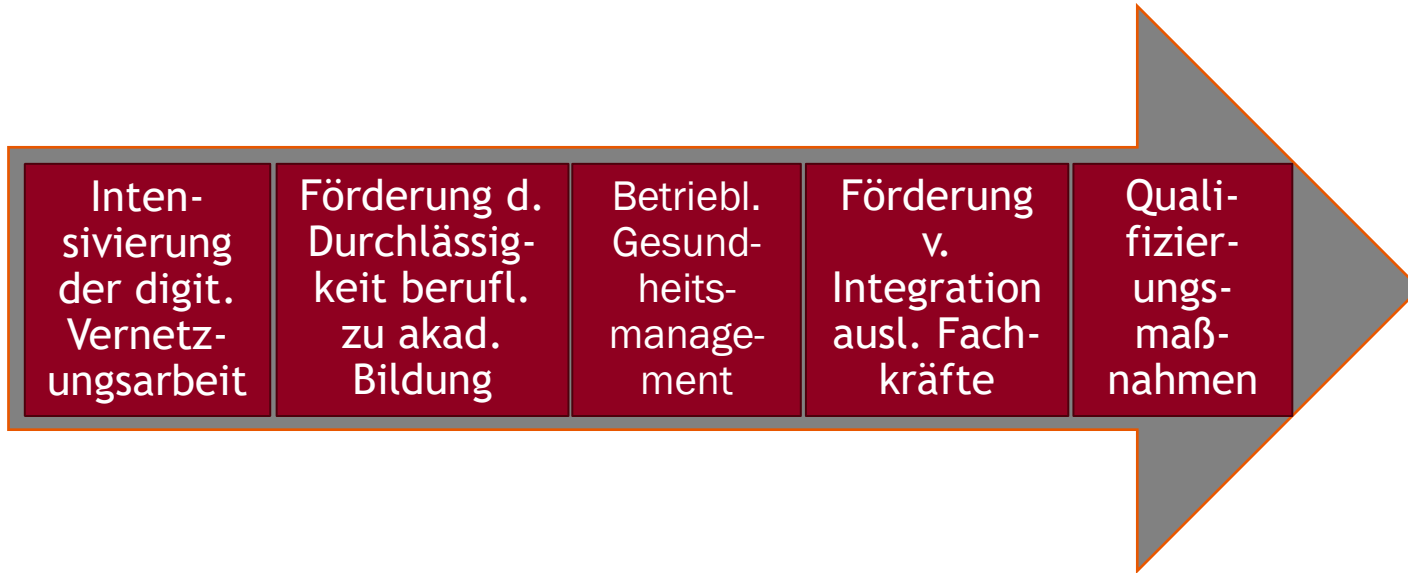 Inten-
sivierung
der digit.
Vernetz-
ungsarbeit
Förderung d.
Durchlässig-
keit berufl.
zu akad.
Bildung
Betriebl.
Gesund-
heits-
manage-
ment
Förderung
v.
Integration
ausl. Fach-
kräfte
Quali-
fizier-
ungs-
maß-
nahmen